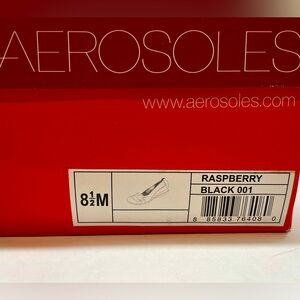 AEROSOLES
www.aerosoles.com
8½M
RASPBERRY
BLACK 001
8 85833 76408 0